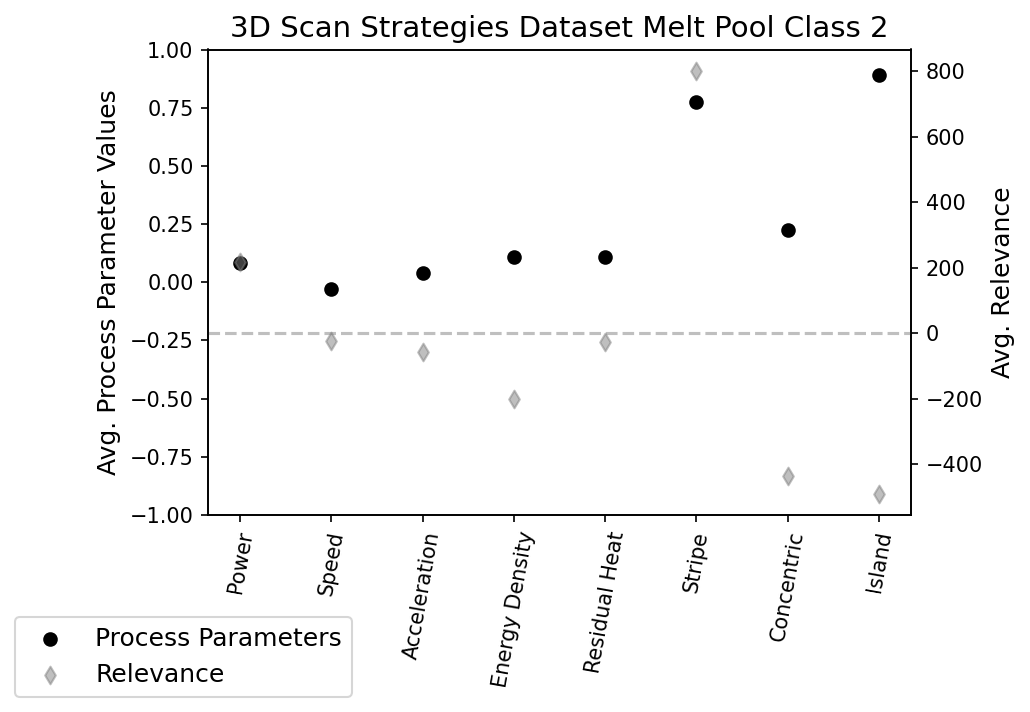 3D Scan Strategies Dataset Melt Pool Class 2
Avg. Process Parameter Values
1.00
0.75
0.50
0.25
0.00
−0.25
−0.50
−0.75
−1.00
800
600
400
200
0
−200
−400
Avg. Relevance
Power
Speed
Acceleration
Energy Density
Residual Heat
Stripe
Concentric
Island
Process Parameters
Relevance